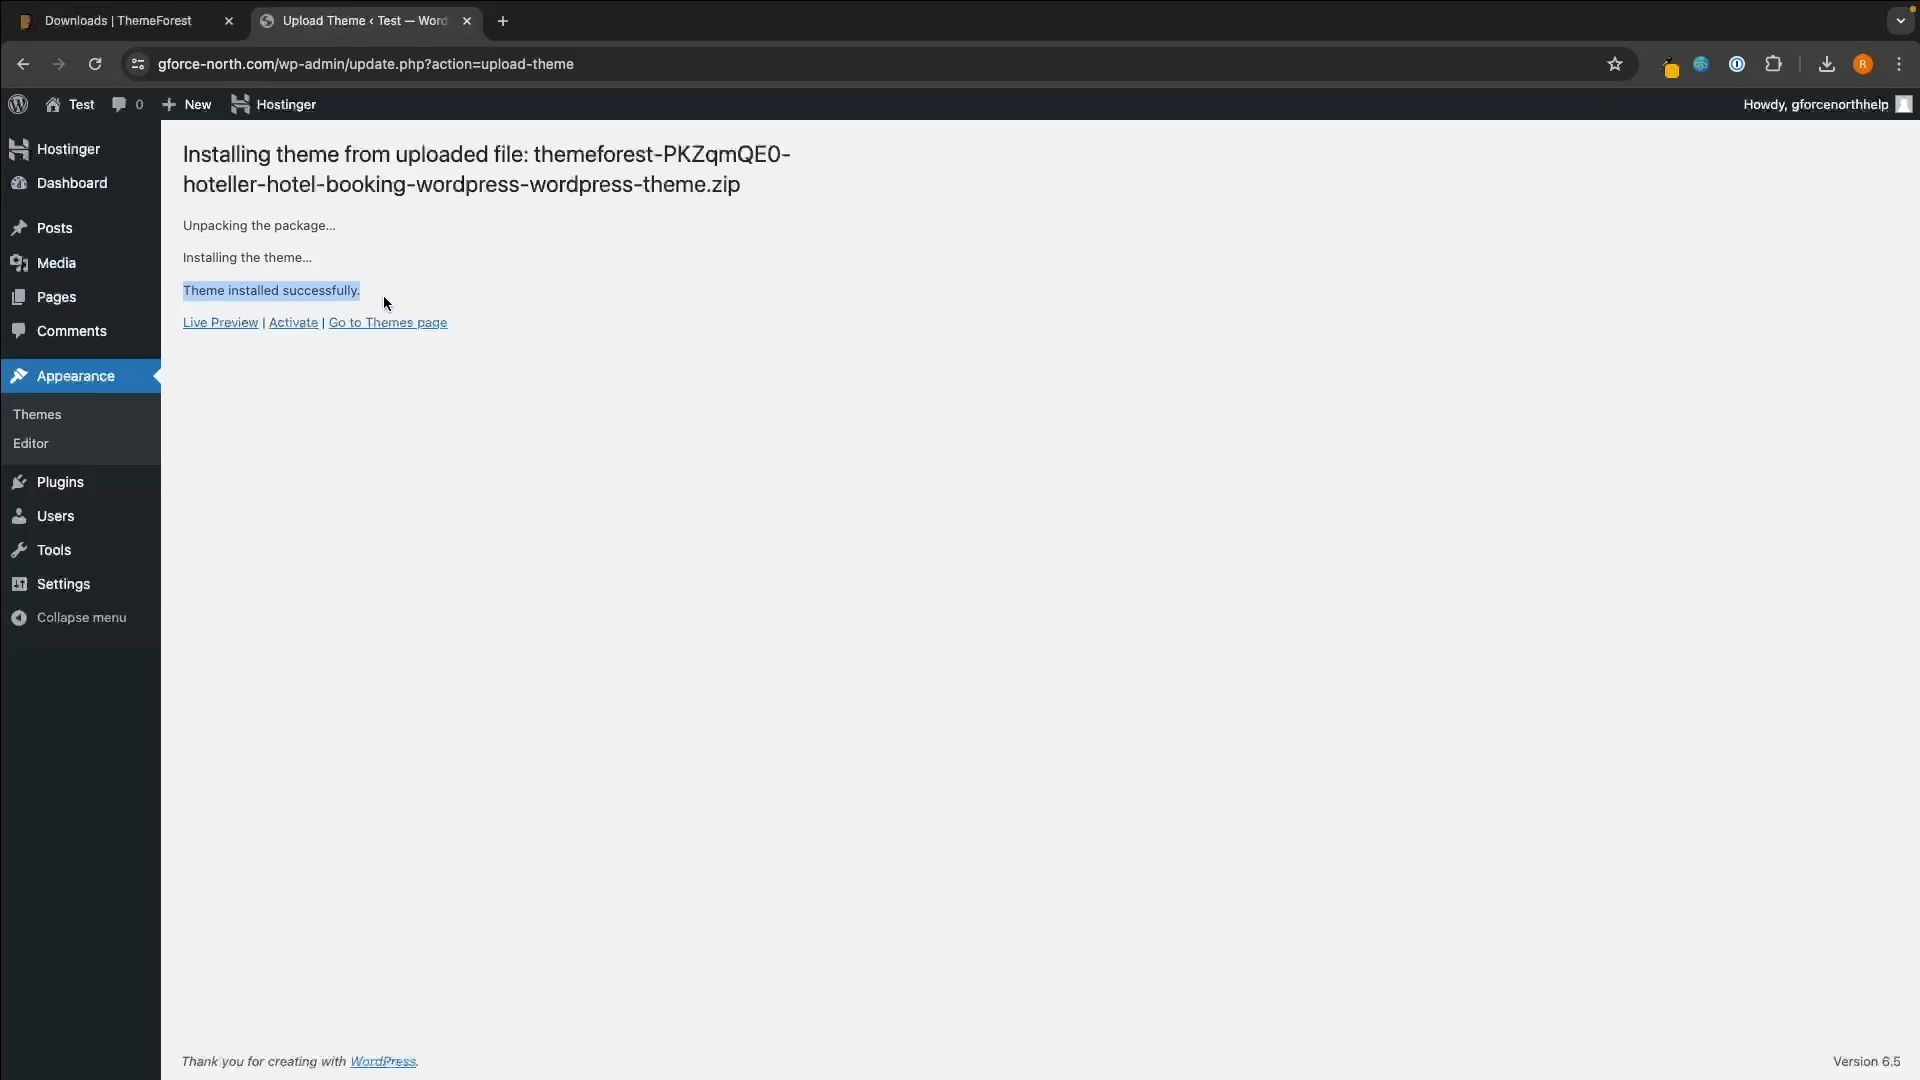 Downloads | ThemeForest
Upload Theme ‹ Test — Word
gforce-north.com/wp-admin/update.php?action=upload-theme
R
Test
0
New
Hostinger
Howdy, gforcenorthhelp
Hostinger
Dashboard
Posts
Media
Pages
Comments
Appearance
Themes
Editor
Plugins
Users
Tools
Settings
Collapse menu
Installing theme from uploaded file: themeforest-PKZqmQE0-
hoteller-hotel-booking-wordpress-wordpress-theme.zip
Unpacking the package…
Installing the theme…
Theme installed successfully.
Live Preview | Activate | Go to Themes page
Thank you for creating with WordPress.
Version 6.5